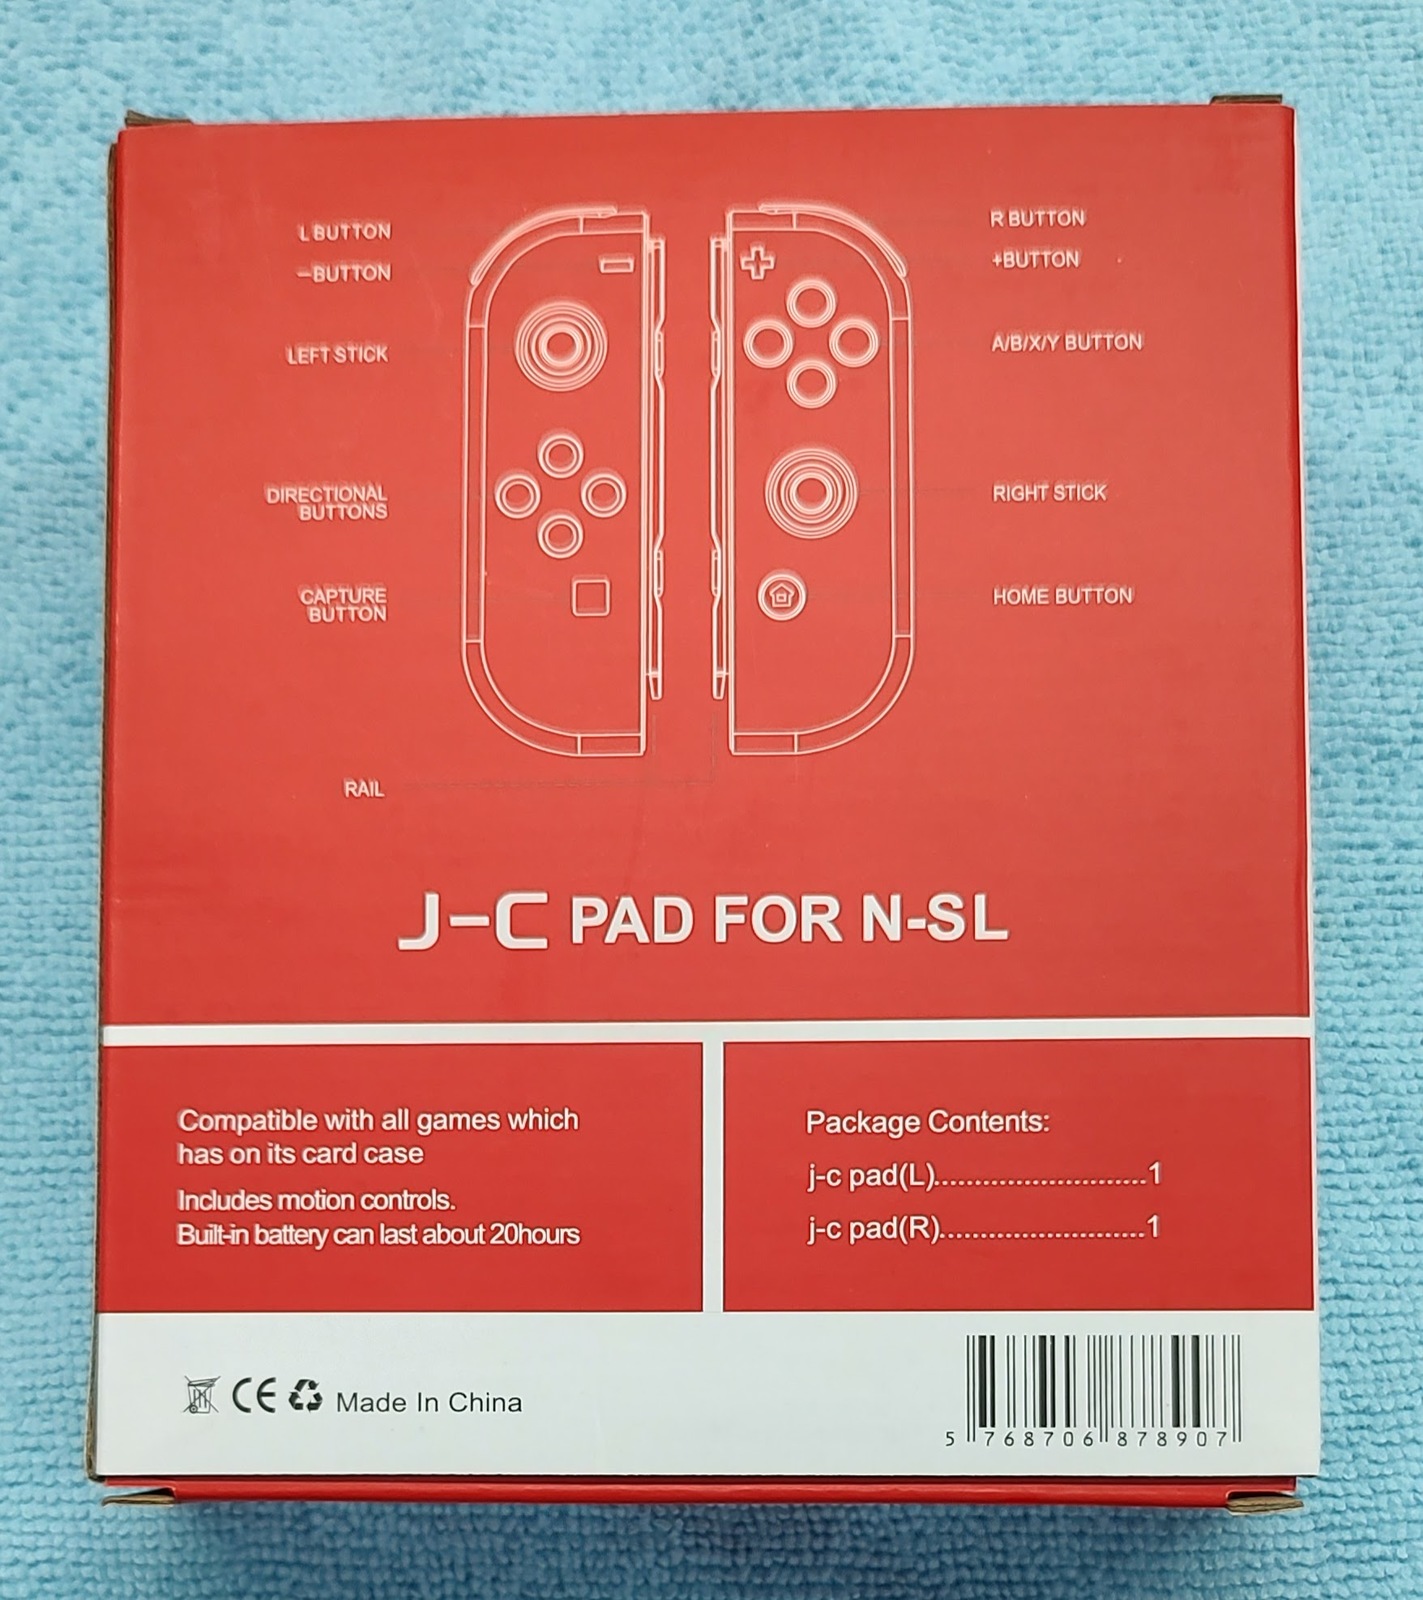 L BUTTON
−BUTTON
LEFT STICK
DIRECTIONAL
BUTTONS
CAPTURE
BUTTON
RAIL
R BUTTON
+BUTTON
A/B/X/Y BUTTON
RIGHT STICK
HOME BUTTON
J-C PAD FOR N-SL
Compatible with all games which
has on its card case
Includes motion controls.
Built-in battery can last about 20hours
Package Contents:
j-c pad(L)..........................1
j-c pad(R).........................1
CE Made In China
5 768706 878907